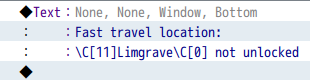 ◆Text：None, None, Window, Bottom
：    ：Fast travel location:
：    ：\C[11]Limgrave\C[0] not unlocked
◆